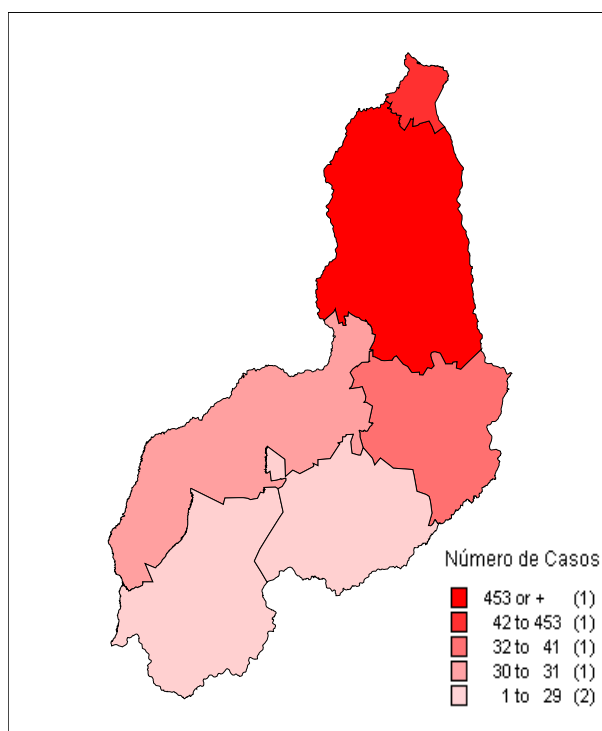 Número de Casos
453 or + (1)
42 to 453 (1)
32 to 41 (1)
30 to 31 (1)
1 to 29 (2)